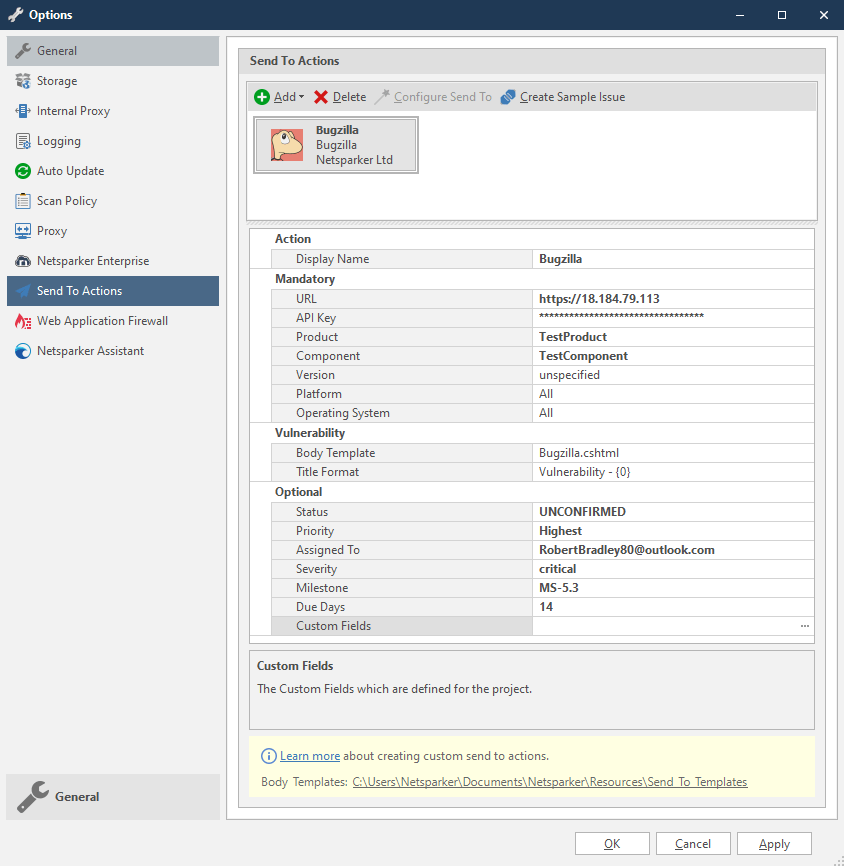 Options
General
Storage
Internal Proxy
Logging
Auto Update
Scan Policy
Proxy
Netsparker Enterprise
Send To Actions
Web Application Firewall
Netsparker Assistant
General
Send To Actions
Add Delete Configure Send To Create Sample Issue
Bugzilla
Bugzilla
Netsparker Ltd
Action
Display Name Bugzilla
Mandatory
URL https://18.184.79.113
API Key *********************************
Product TestProduct
Component TestComponent
Version unspecified
Platform All
Operating System All
Vulnerability
Body Template Bugzilla.cshtml
Title Format Vulnerability - {0}
Optional
Status UNCONFIRMED
Priority Highest
Assigned To RobertBradley80@outlook.com
Severity critical
Milestone MS-5.3
Due Days 14
Custom Fields ...
Custom Fields
The Custom Fields which are defined for the project.
Learn more about creating custom send to actions.
Body Templates: C:\Users\Netsparker\Documents\Netsparker\Resources\Send To Templates
OK Cancel Apply